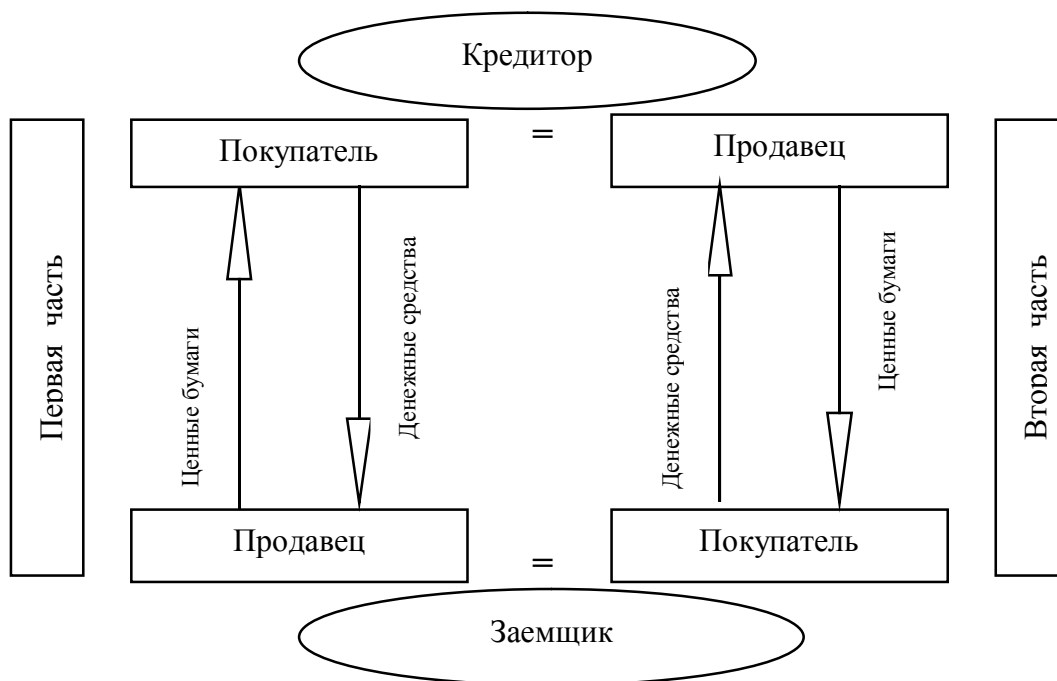 Кредитор
Покупатель
=
Продавец
Первая часть
Ценные бумаги
Денежные средства
Денежные средства
Ценные бумаги
Вторая часть
Продавец
=
Покупатель
Заемщик